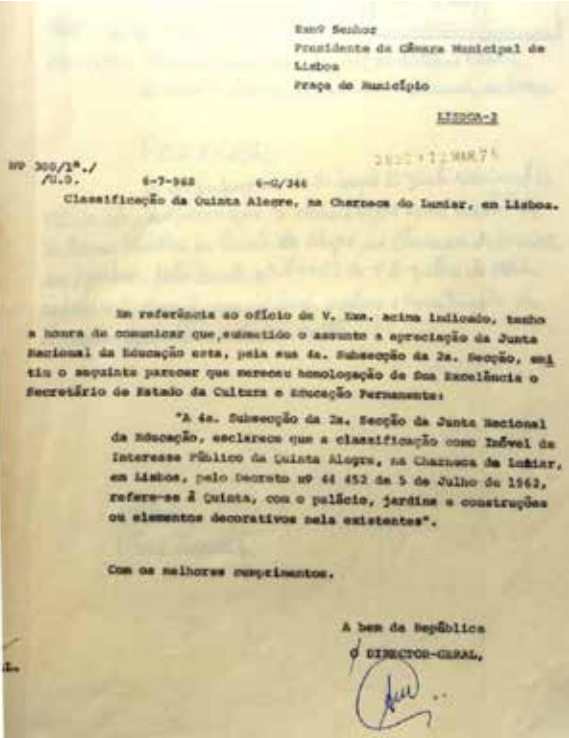 Exmº Senhor
Presidente da Câmara Municipal de
Lisboa
Praça do Município
LISBOA-2
12 MAR 75
Nº 300/1ª./
/U.O. 6-7-968 6-G/346
Classificação da Quinta Alegre, na Charneca do Lumiar, em Lisboa.
Em referência ao ofício de V. Exa. acima indicado, tenho
a honra de comunicar que, submetido o assunto a apreciação da Junta
Nacional da Educação esta, pela sua 4a. Subsecção da 2a. Secção, emi
tiu o seguinte parecer que mereceu homologação de Sua Excelência o
Secretário de Estado da Cultura e Educação Permanente:
"A 4a. Subsecção da 2a. Secção da Junta Nacional
da Educação, esclarece que a classificação como Imóvel de
Interesse Público da Quinta Alegre, na Charneca do Lumiar,
em Lisboa, pelo Decreto nº 44 452 de 5 de Julho de 1962,
refere-se à Quinta, com o palácio, jardins e construções
ou elementos decorativos nela existentes".
Com os melhores cumprimentos.
A bem da República
O DIRECTOR-GERAL,